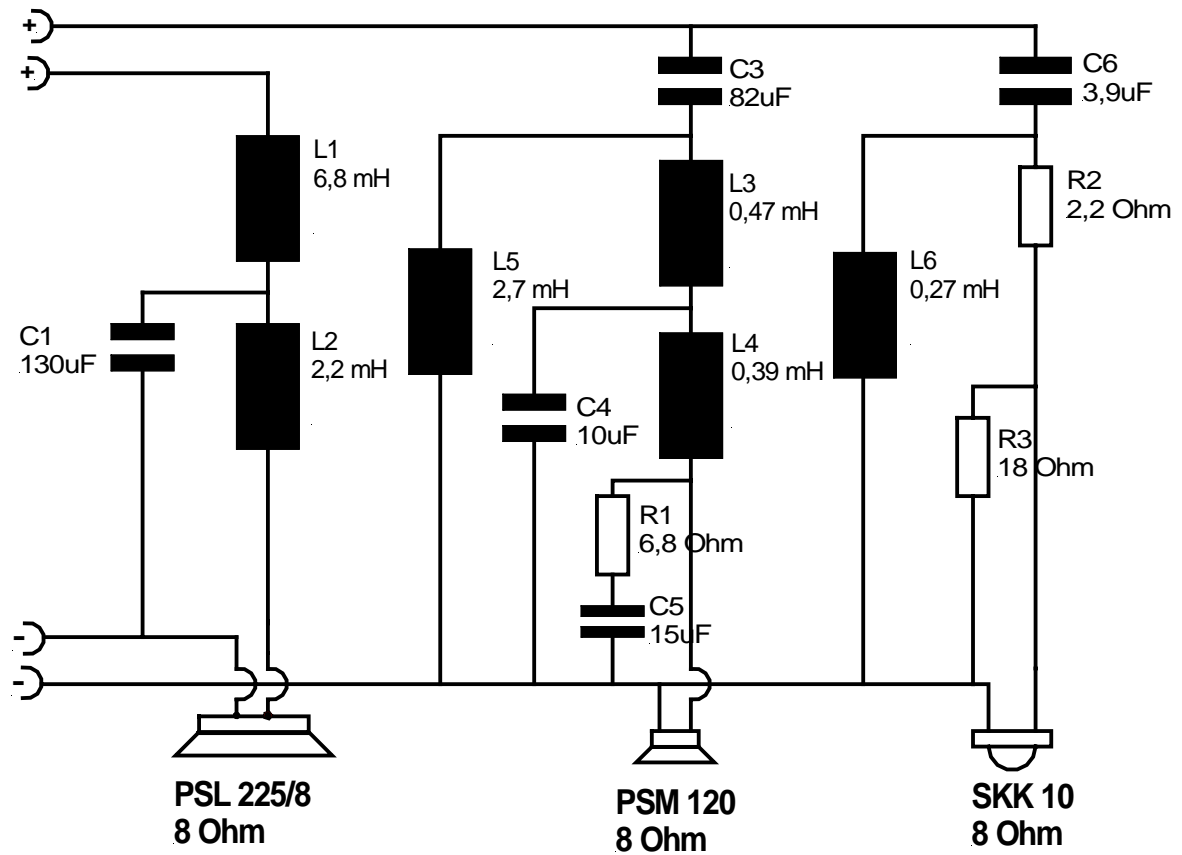 +
+
C3
82uF
C6
3,9uF
L1
6,8 mH
L3
0,47 mH
R2
2,2 Ohm
L5
2,7 mH
L6
0,27 mH
C1
130uF
L2
2,2 mH
L4
0,39 mH
C4
10uF
R3
18 Ohm
R1
6,8 Ohm
C5
15uF
-
-
PSL 225/8
8 Ohm
PSM 120
8 Ohm
SKK 10
8 Ohm